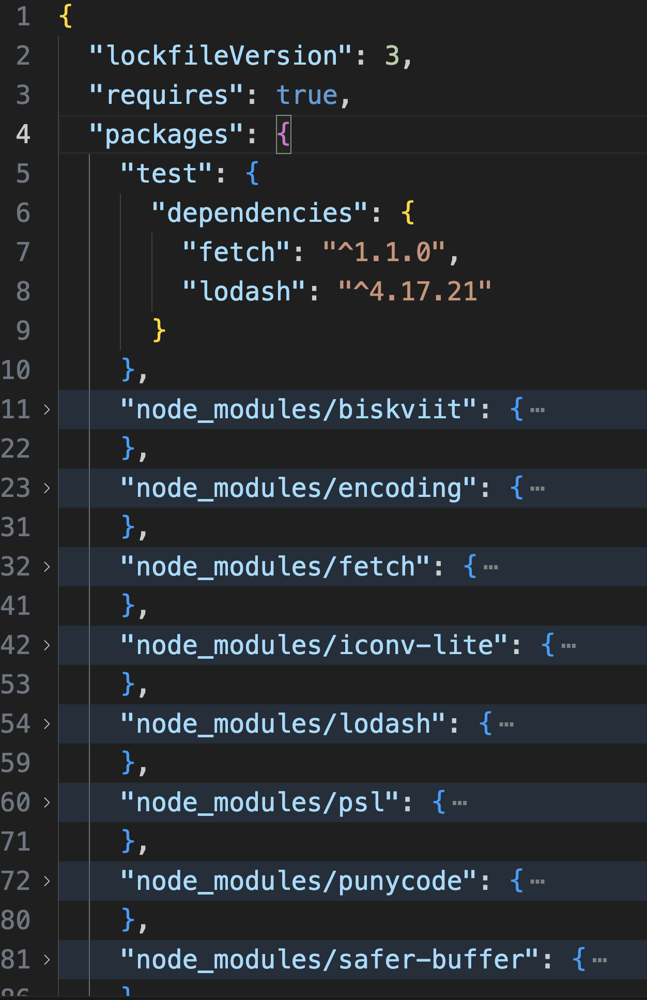 1 {
2 "lockfileVersion": 3,
3 "requires": true,
4 "packages": {
5 "test": {
6 "dependencies": {
7 "fetch": "^1.1.0",
8 "lodash": "^4.17.21"
9 }
10 },
11 > "node_modules/biskviit": { ⋯
22 },
23 > "node_modules/encoding": { ⋯
31 },
32 > "node_modules/fetch": { ⋯
41 },
42 > "node_modules/iconv-lite": { ⋯
53 },
54 > "node_modules/lodash": { ⋯
59 },
60 > "node_modules/psl": { ⋯
71 },
72 > "node_modules/punycode": { ⋯
80 },
81 > "node_modules/safer-buffer": { ⋯
86 }